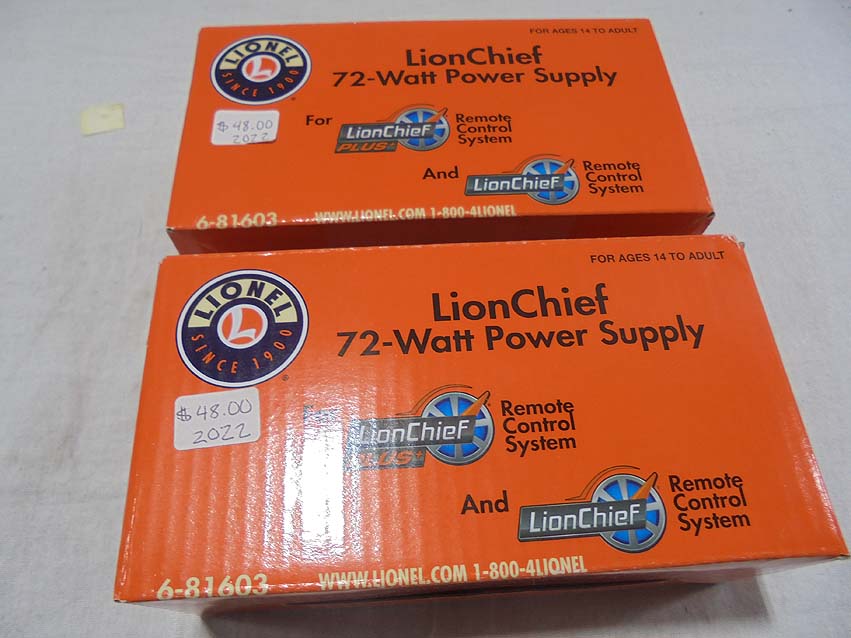 FOR AGES 14 TO ADULT
LIONEL
L
SINCE 1900
LionChief
72-Watt Power Supply
$48.00
2022
For
LionChief
PLUS+
Remote
Control
System
And
LionChief
Remote
Control
System
6-81603
WWW.LIONEL.COM 1-800-4LIONEL
FOR AGES 14 TO ADULT
LIONEL
L
SINCE 1900
LionChief
72-Watt Power Supply
$48.00
2022
LionChief
PLUS+
Remote
Control
System
And
LionChief
Remote
Control
System
6-81603
WWW.LIONEL.COM 1-800-4LIONEL